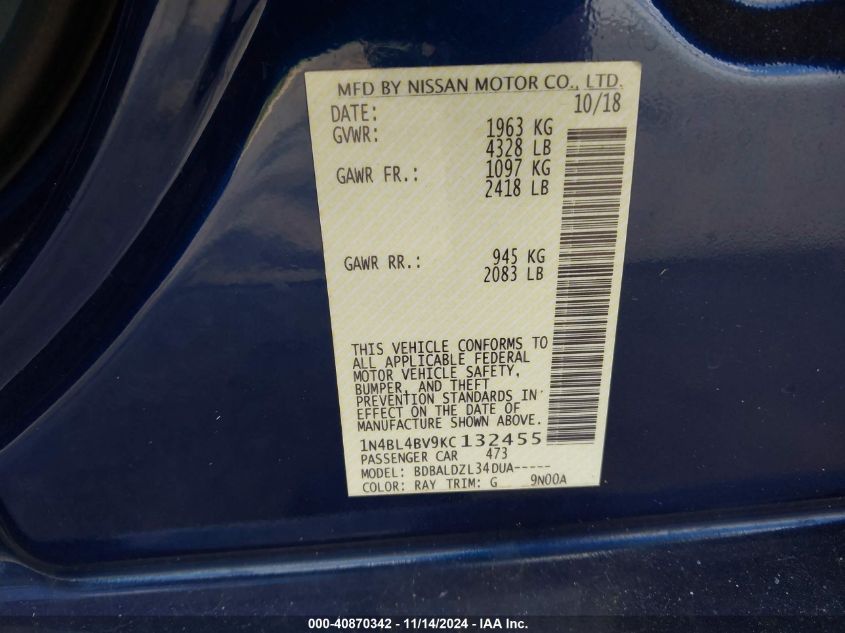 MFD BY NISSAN MOTOR CO., LTD.
DATE: 10/18
GVWR: 1963 KG
4328 LB
GAWR FR.: 1097 KG
2418 LB
GAWR RR.: 945 KG
2083 LB
THIS VEHICLE CONFORMS TO
ALL APPLICABLE FEDERAL
MOTOR VEHICLE SAFETY,
BUMPER, AND THEFT
PREVENTION STANDARDS IN
EFFECT ON THE DATE OF
MANUFACTURE SHOWN ABOVE.
1N4BL4BV9KC132455
PASSENGER CAR 473
MODEL: BDBALDZL34DUA-----
COLOR: RAY TRIM: G 9N00A
000-40870342 - 11/14/2024 - IAA Inc.